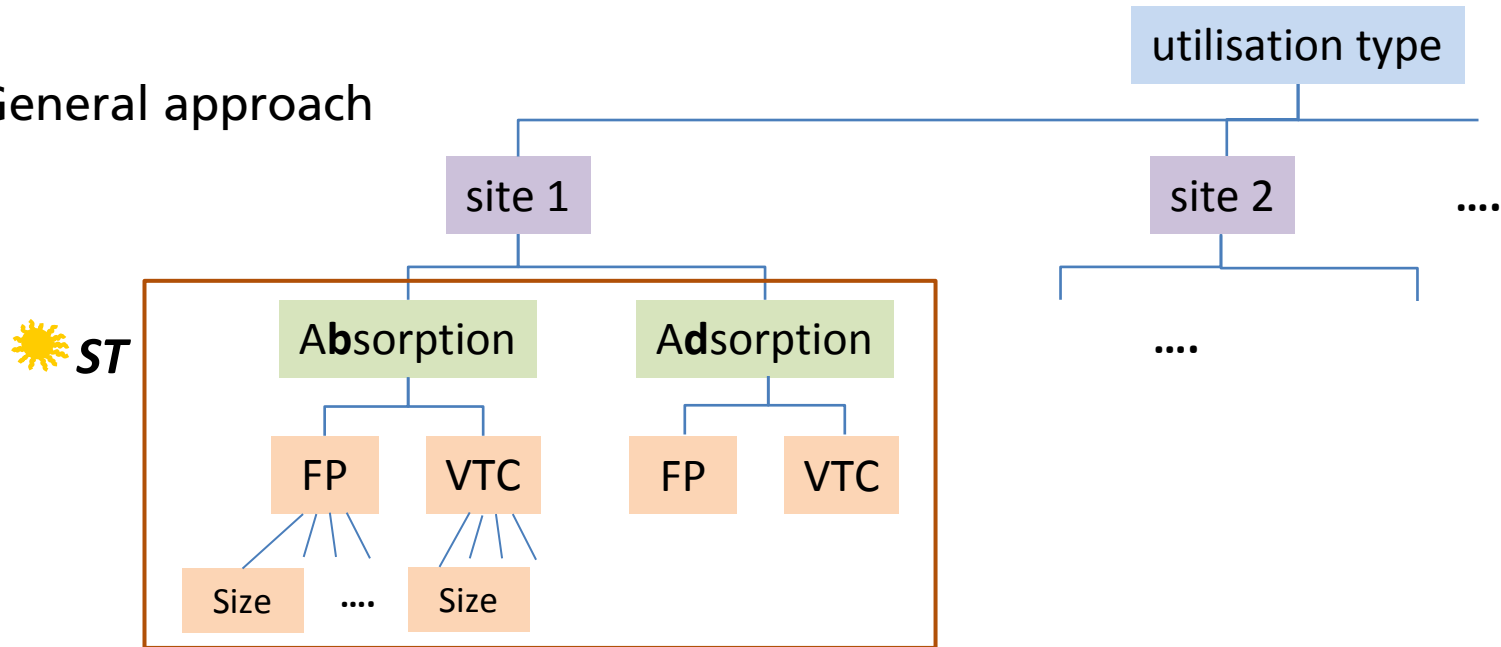 utilisation type
General approach
site 1
site 2
....
ST
Absorption
Adsorption
....
FP
VTC
FP
VTC
Size
....
Size